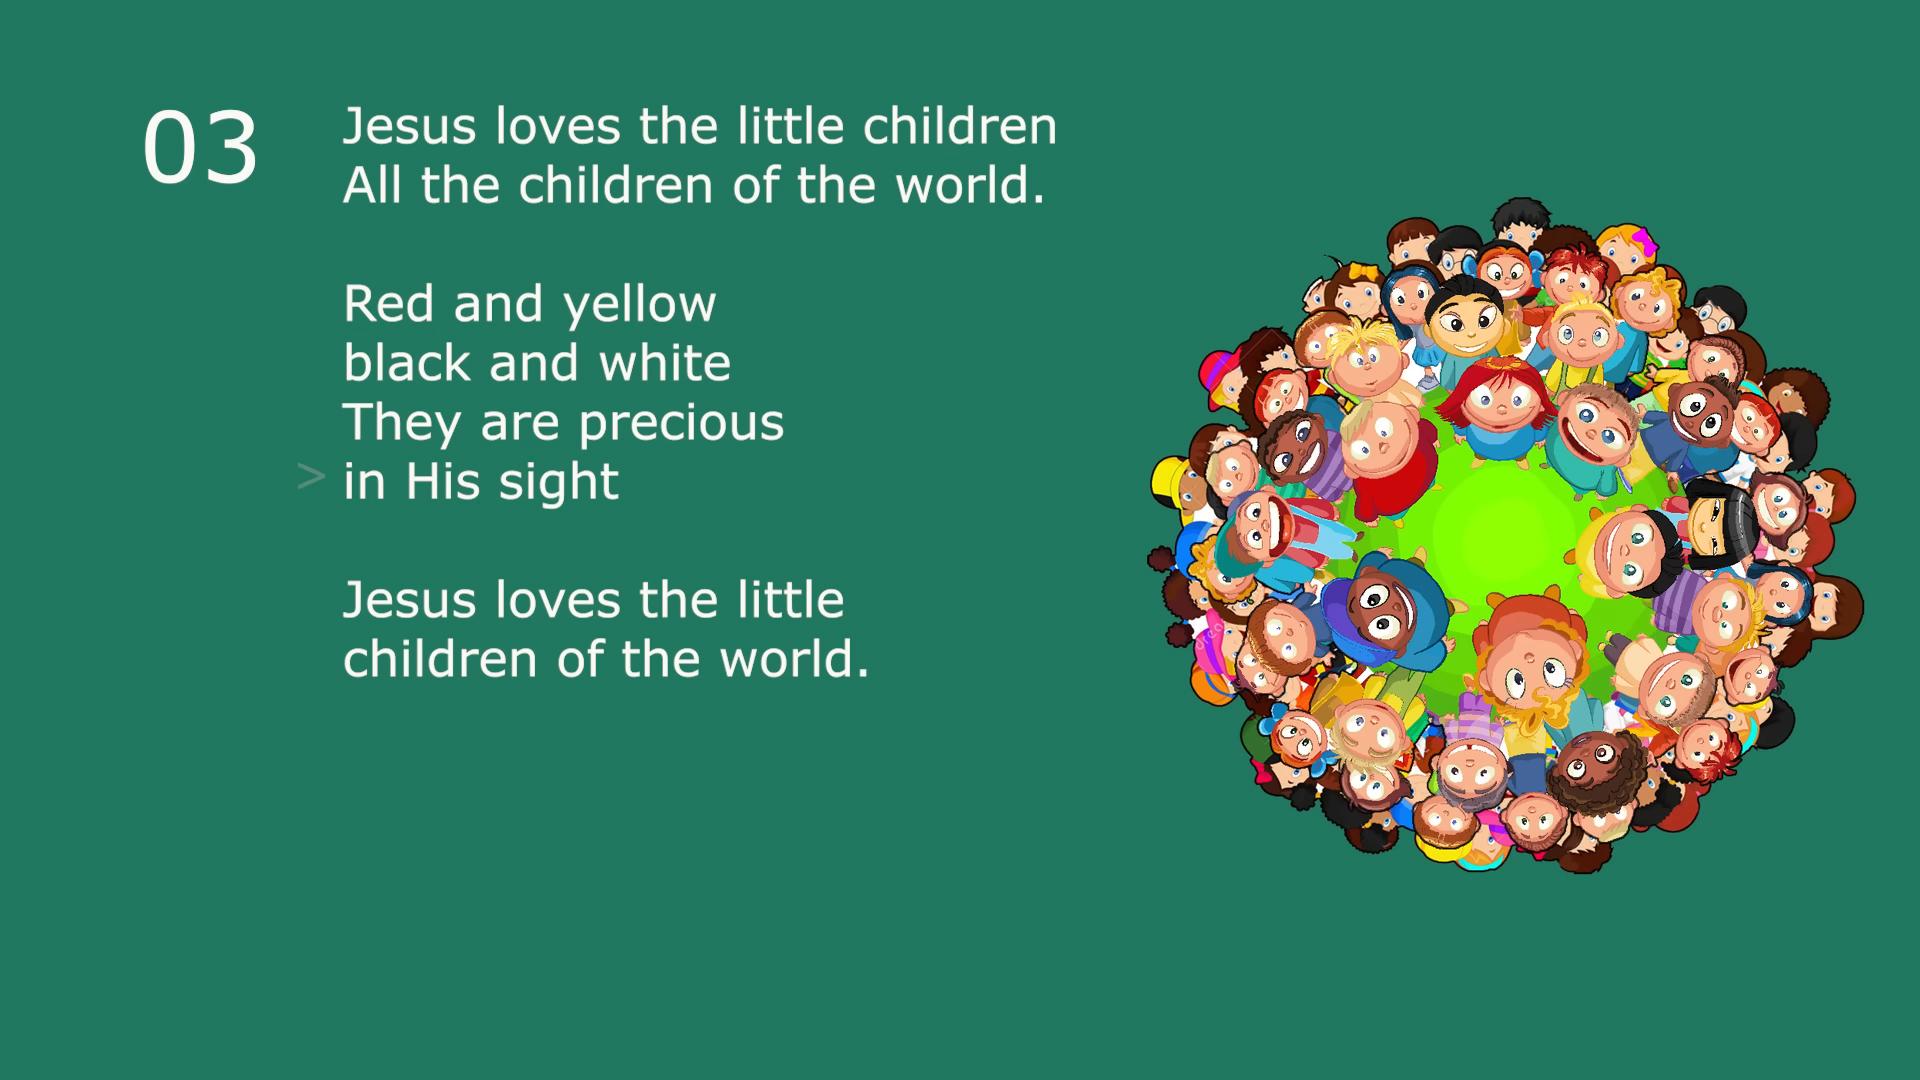 03
Jesus loves the little children
All the children of the world.
Red and yellow
black and white
They are precious
> in His sight
Jesus loves the little
children of the world.